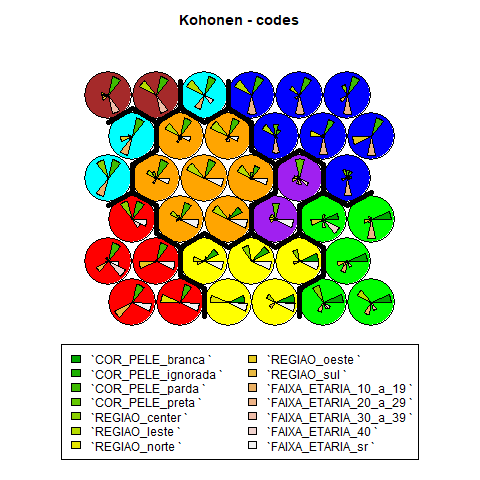 Kohonen - codes
`COR_PELE_branca `
`COR_PELE_ignorada `
`COR_PELE_parda `
`COR_PELE_preta `
`REGIAO_center `
`REGIAO_leste `
`REGIAO_norte `
`REGIAO_oeste `
`REGIAO_sul `
`FAIXA_ETARIA_10_a_19 `
`FAIXA_ETARIA_20_a_29 `
`FAIXA_ETARIA_30_a_39 `
`FAIXA_ETARIA_40 `
`FAIXA_ETARIA_sr `